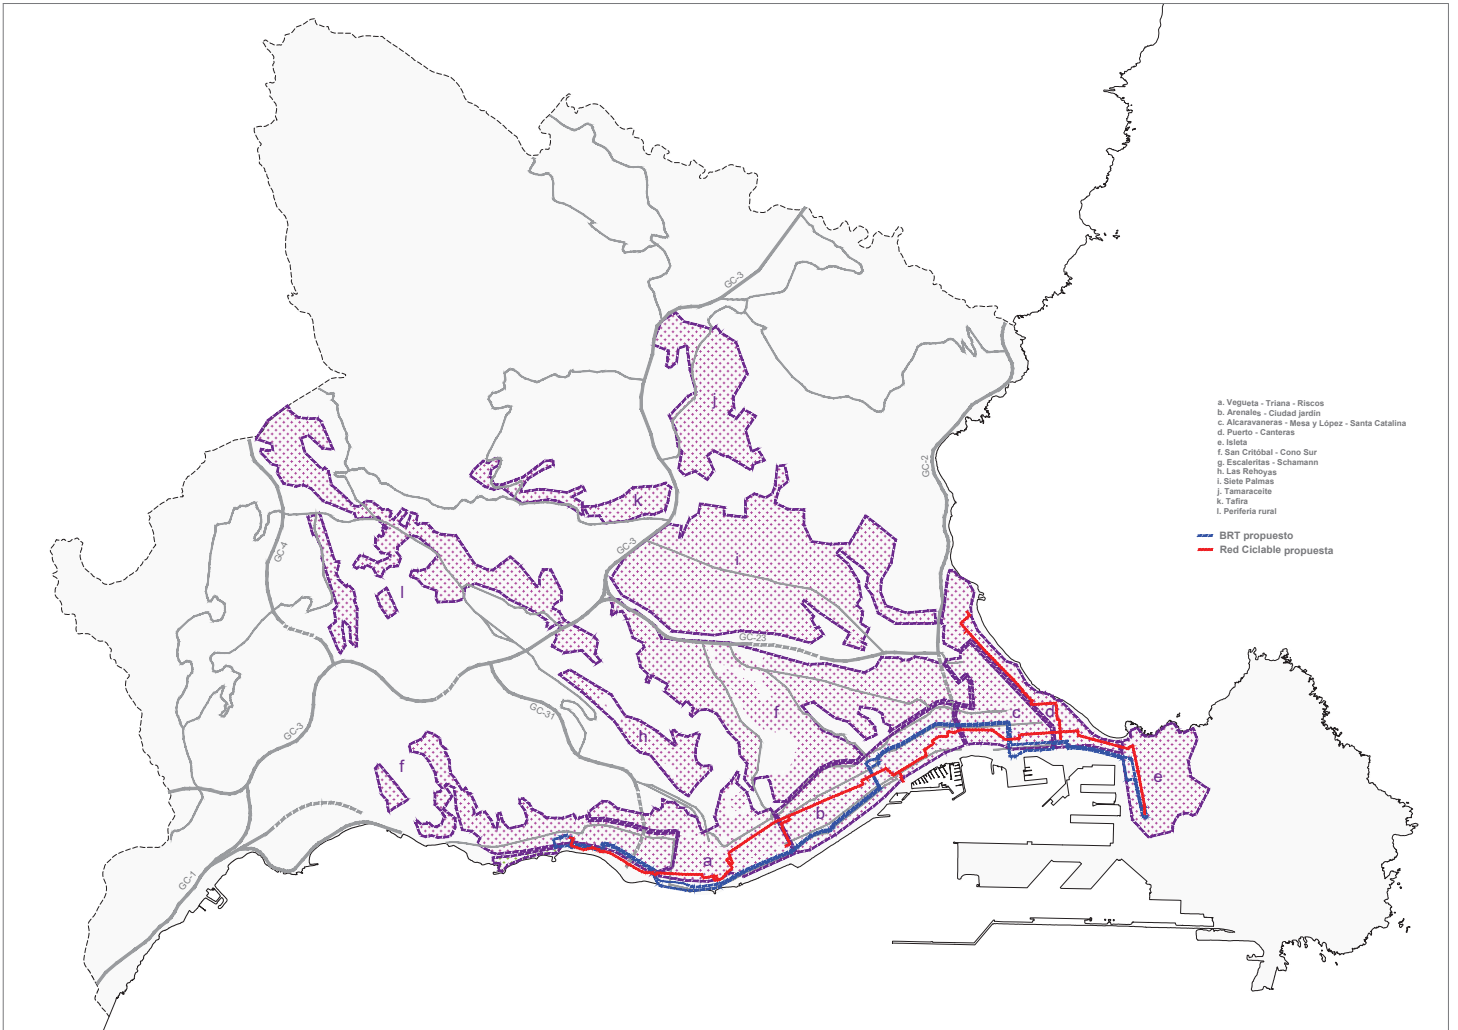 GC-3
j
GC-2
k
GC-3
i
GC-4
l
GC-23
GC-31
f
c
d
h
GC-3
f
e
b
a
GC-1
a. Vegueta - Triana - Riscos
b. Arenales - Ciudad jardín
c. Alcaravaneras - Mesa y López - Santa Catalina
d. Puerto - Canteras
e. Isleta
f. San Critóbal - Cono Sur
g. Escaleritas - Schamann
h. Las Rehoyas
i. Siete Palmas
j. Tamaraceite
k. Tafira
l. Periferia rural
BRT propuesto
Red Ciclable propuesta